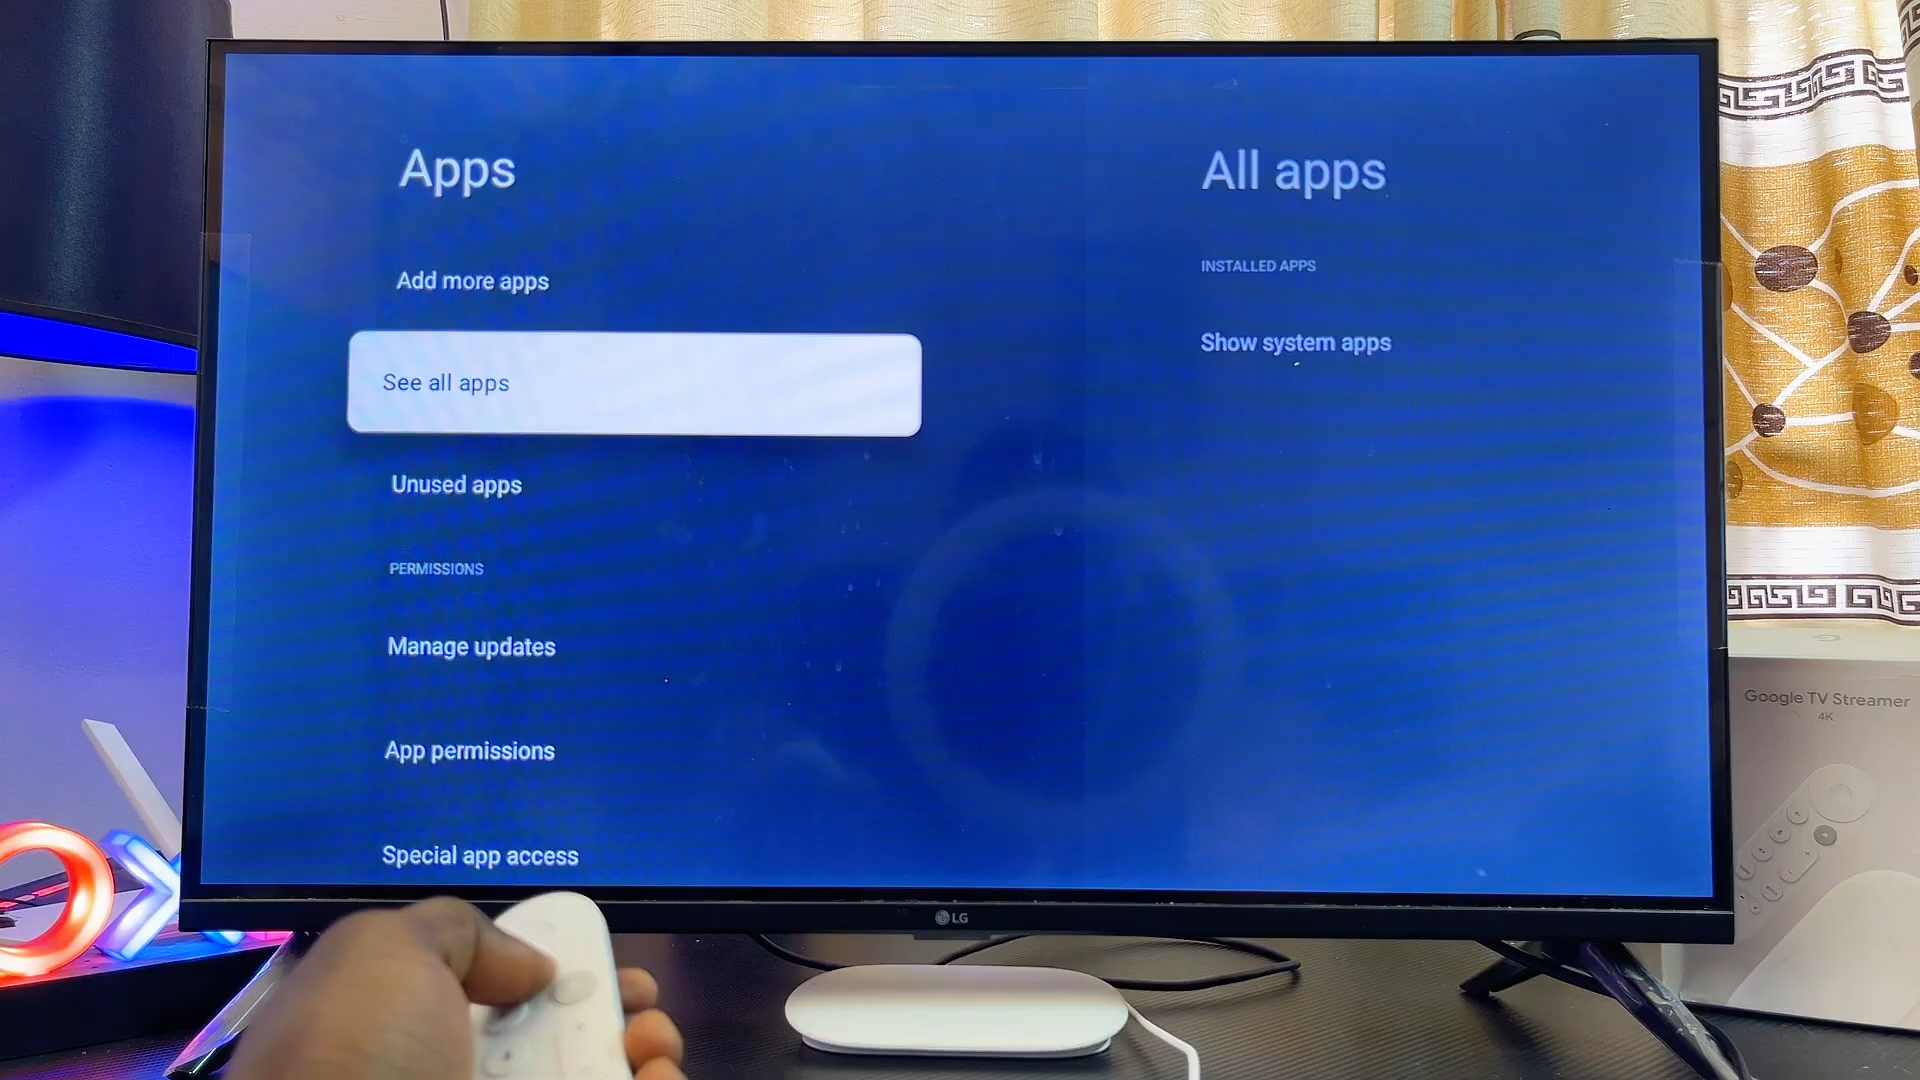 Apps
Add more apps
See all apps
Unused apps
PERMISSIONS
Manage updates
App permissions
Special app access
All apps
INSTALLED APPS
Show system apps
LG
Google TV Streamer
4K